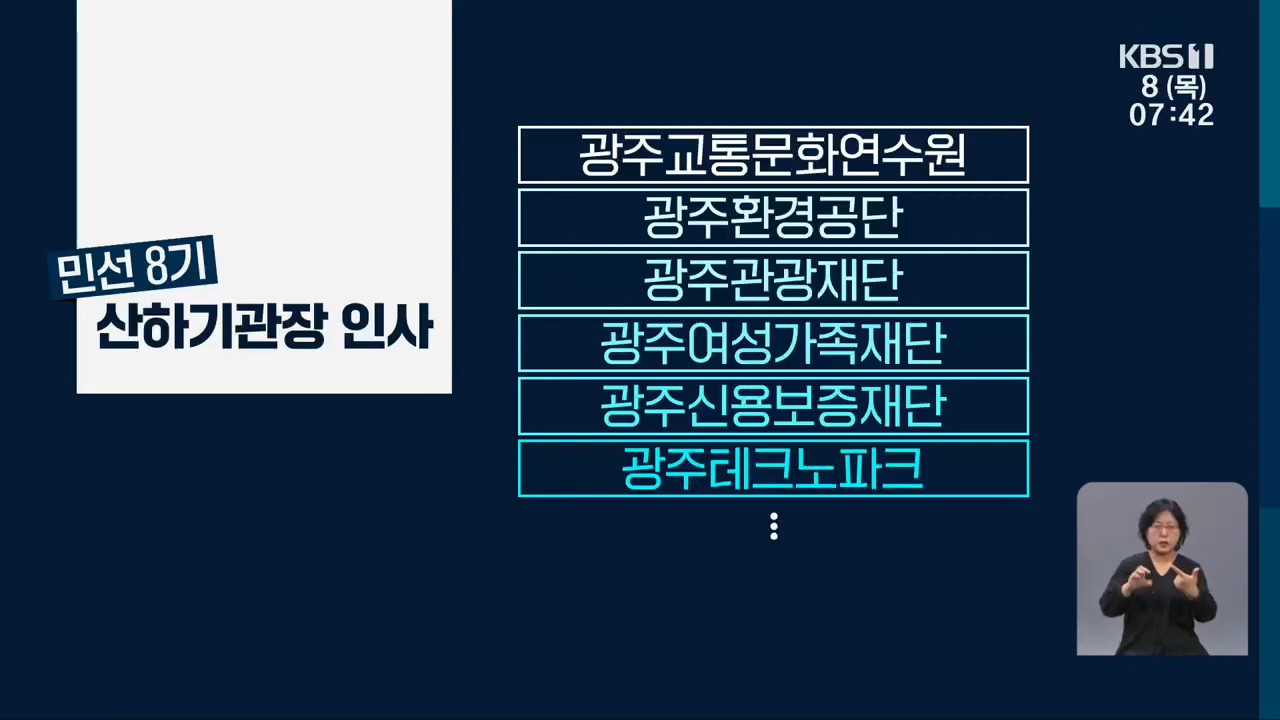 KBS 1
8 (목)
07:42
민선 8기
산하기관장 인사
광주교통문화연수원
광주환경공단
광주관광재단
광주여성가족재단
광주신용보증재단
광주테크노파크